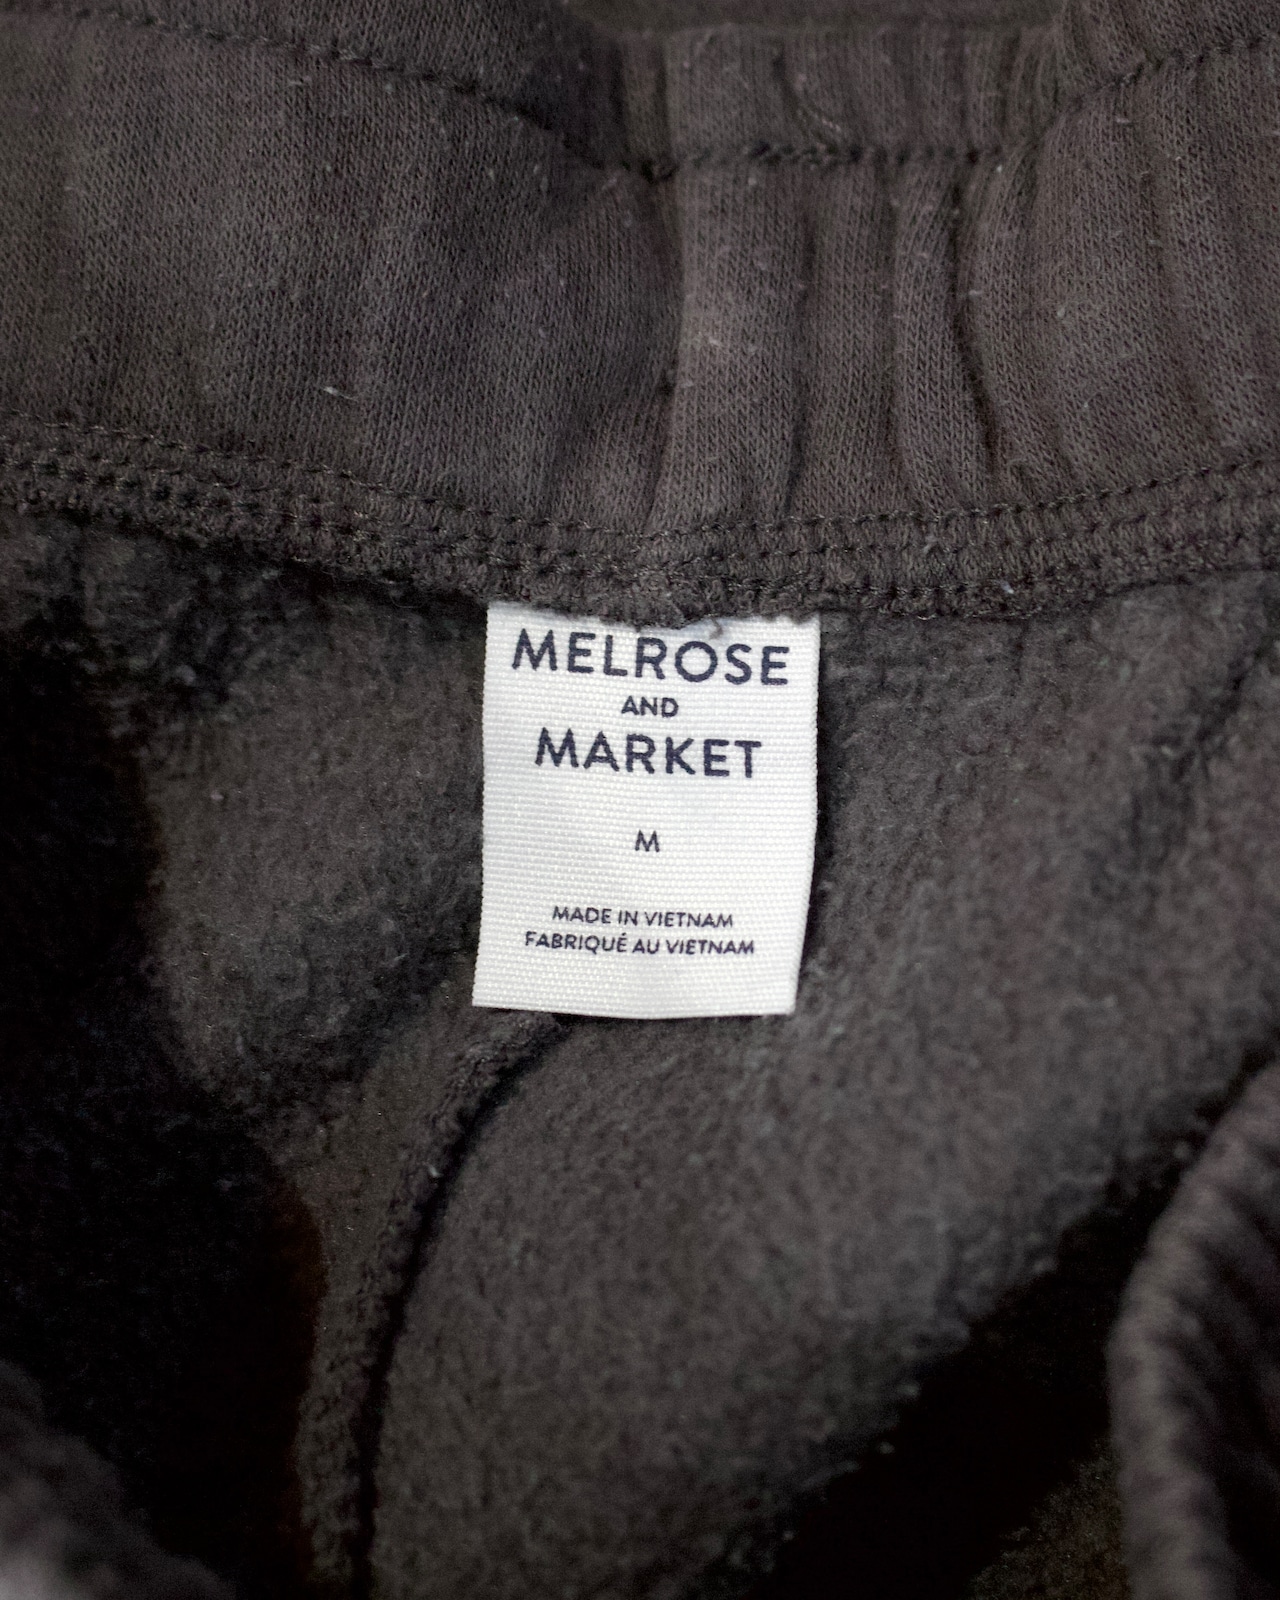 MELROSE
AND
MARKET
M
MADE IN VIETNAM
FABRIQUÉ AU VIETNAM